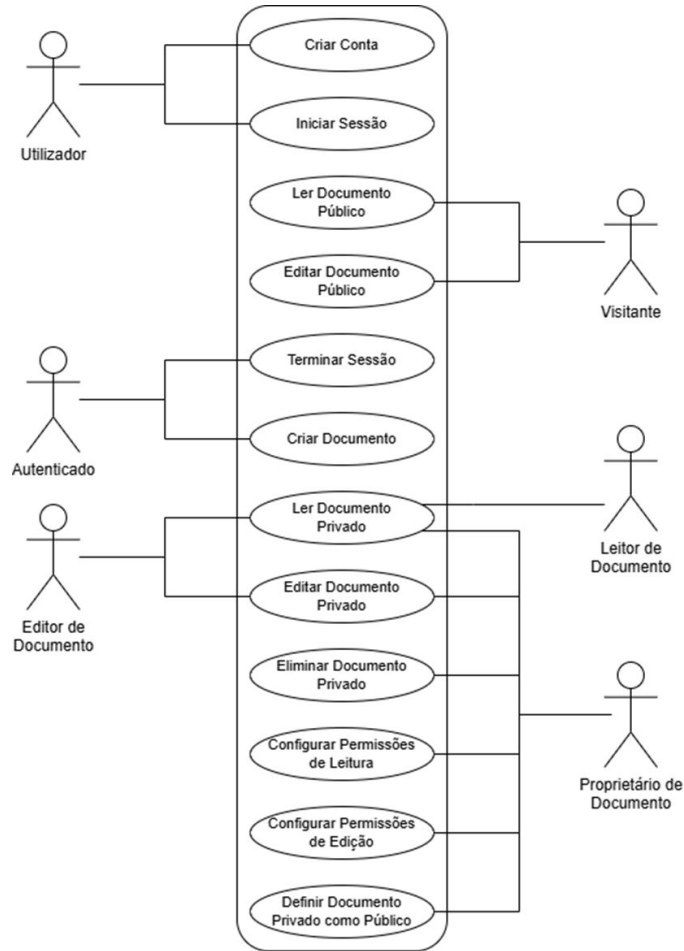 Criar Conta
Utilizador
Iniciar Sessão
Ler Documento
Público
Editar Documento
Público
Visitante
Terminar Sessão
Autenticado
Criar Documento
Ler Documento
Privado
Leitor de
Documento
Editor de
Documento
Editar Documento
Privado
Eliminar Documento
Privado
Configurar Permissões
de Leitura
Proprietário de
Documento
Configurar Permissões
de Edição
Definir Documento
Privado como Público